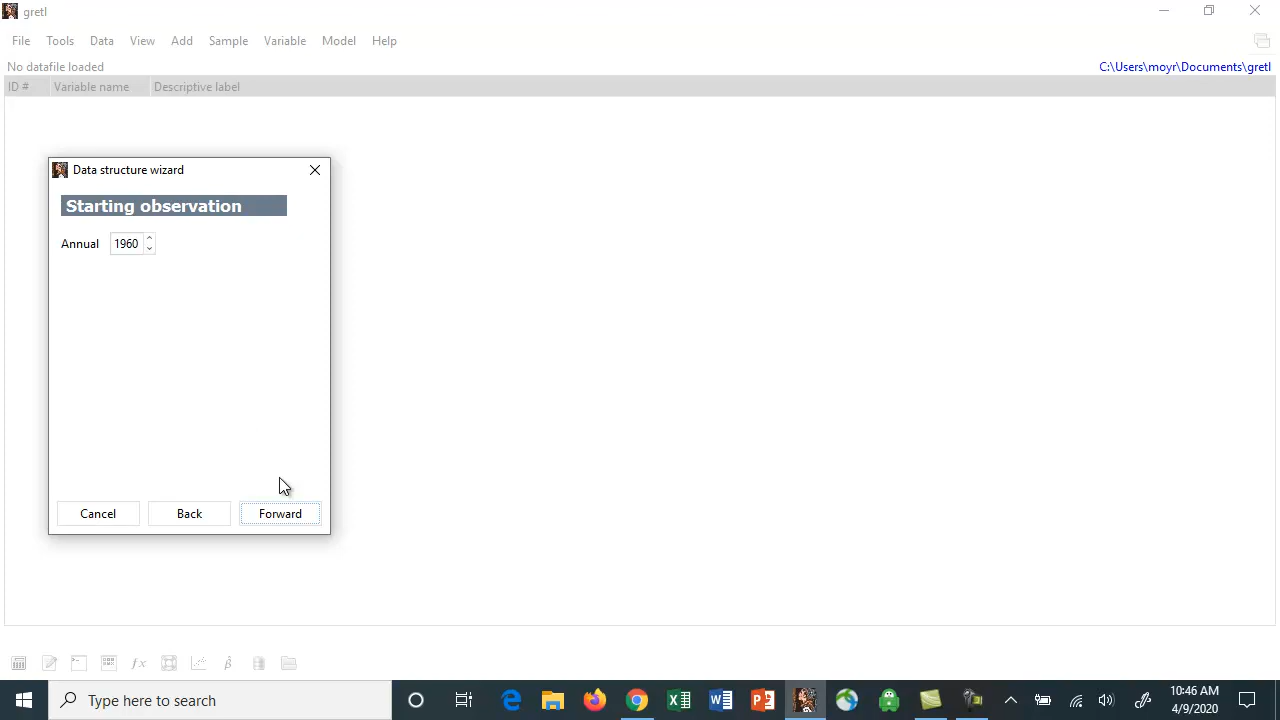 gretl
File Tools Data View Add Sample Variable Model Help
No datafile loaded
C:\Users\moyr\Documents\gretl
ID # Variable name Descriptive label
Data structure wizard
Starting observation
Annual 1960
Cancel Back Forward
fx
β̂
Type here to search
10:46 AM
4/9/2020